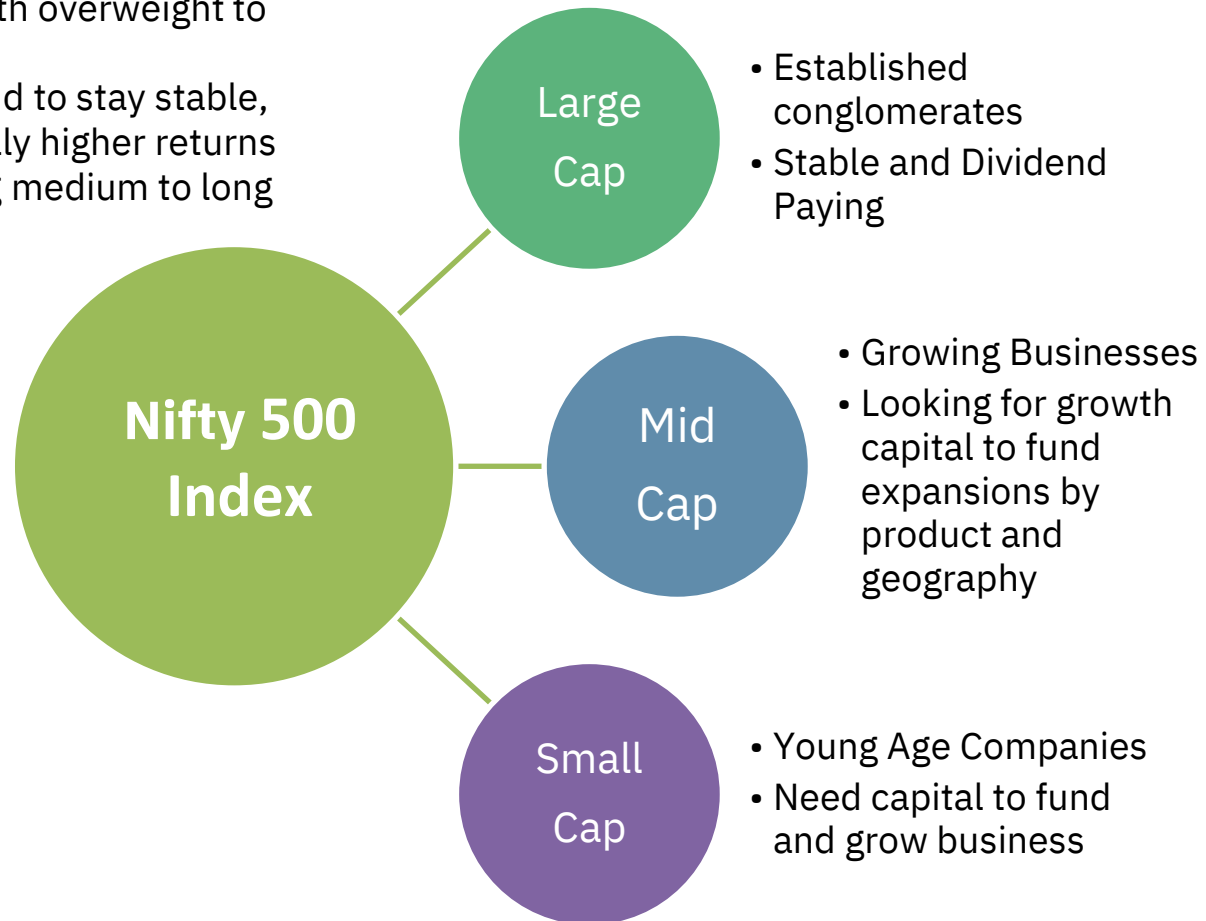 th overweight to
d to stay stable,
ly higher returns
medium to long
Large
Cap
• Established
conglomerates
• Stable and Dividend
Paying
Nifty 500
Index
Mid
Cap
• Growing Businesses
• Looking for growth
capital to fund
expansions by
product and
geography
Small
Cap
• Young Age Companies
• Need capital to fund
and grow business